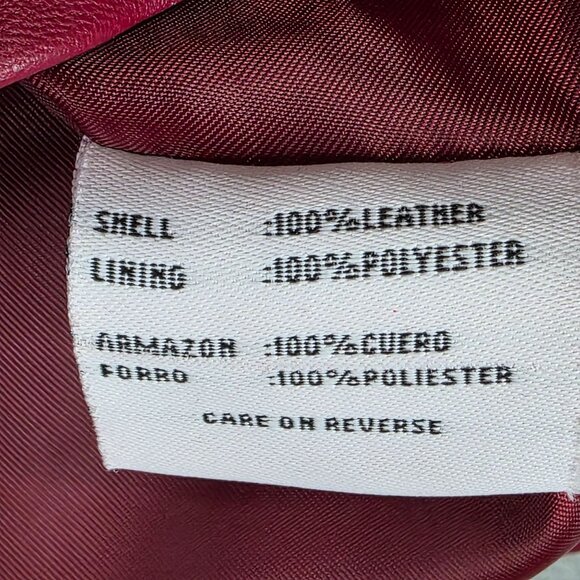 SHELL :100%LEATHER
LINING :100%POLYESTER
ARMAZON :100%CUERO
FORRO :100%POLIESTER
CARE ON REVERSE